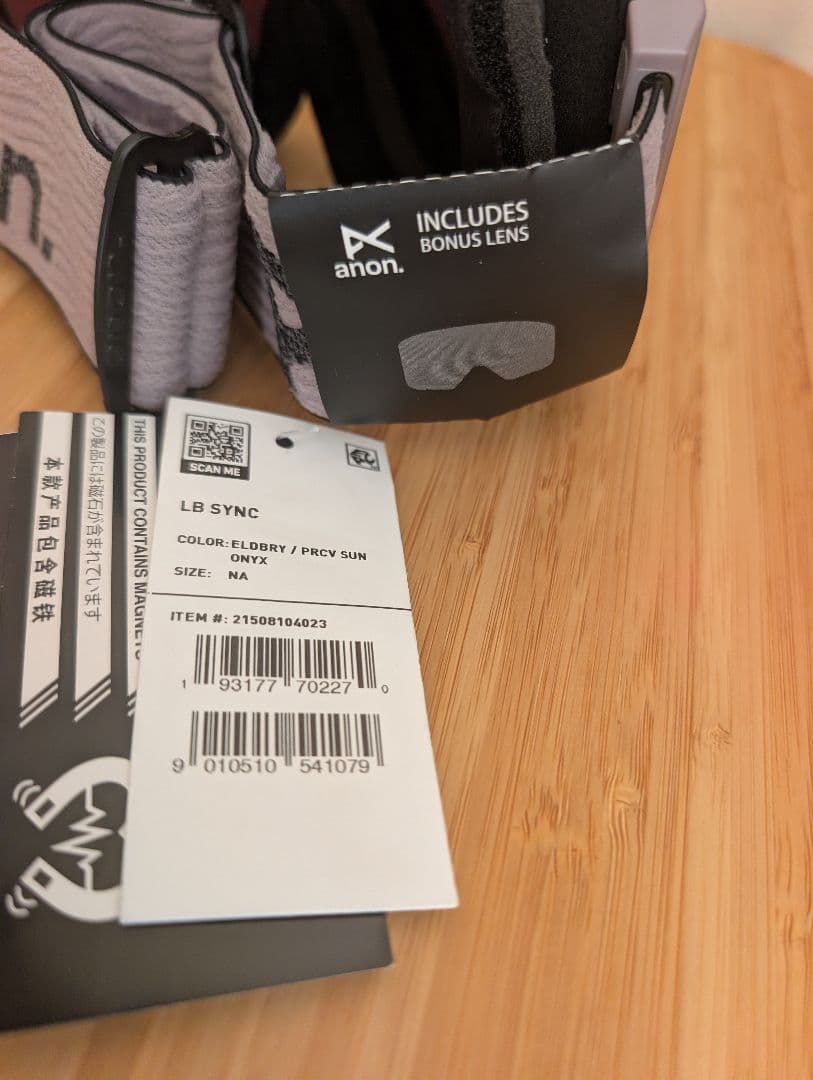 n.
anon.
INCLUDES
BONUS LENS
本款产品包含磁铁
この製品には磁石が含まれています
THIS PRODUCT CONTAINS MAGNETS
SCAN ME
LB SYNC
COLOR: ELDBRY / PRCV SUN
ONYX
SIZE: NA
ITEM #: 21508104023
1 93177 70227 0
9 010510 541079